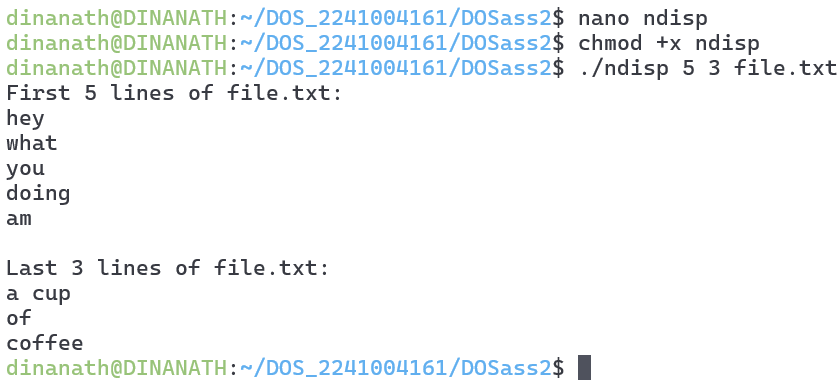 dinanath@DINANATH:~/DOS_2241004161/DOSass2$ nano ndisp
dinanath@DINANATH:~/DOS_2241004161/DOSass2$ chmod +x ndisp
dinanath@DINANATH:~/DOS_2241004161/DOSass2$ ./ndisp 5 3 file.txt
First 5 lines of file.txt:
hey
what
you
doing
am

Last 3 lines of file.txt:
a cup
of
coffee
dinanath@DINANATH:~/DOS_2241004161/DOSass2$